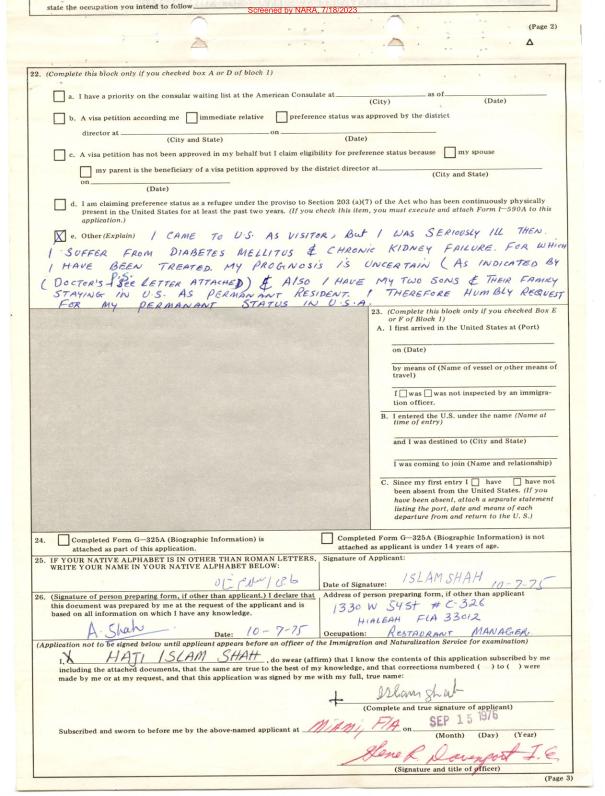 state the occupation you intend to follow
Screened by NARA, 7/18/2023
(Page 2)
22. (Complete this block only if you checked box A or D of block 1)
a. I have a priority on the consular waiting list at the American Consulate at as of
(City) (Date)
b. A visa petition according me immediate relative preference status was approved by the district
director at on
(City and State) (Date)
c. A visa petition has not been approved in my behalf but I claim eligibility for preference status because my spouse
my parent is the beneficiary of a visa petition approved by the district director at
(City and State)
on
(Date)
d. I am claiming preference status as a refugee under the proviso to Section 203 (a)(7) of the Act who has been continuously physically
present in the United States for at least the past two years. (If you check this item, you must execute and attach Form I-590A to this
application.)
X e. Other (Explain) I CAME TO U.S. AS VISITOR, BUT I WAS SERIOUSLY ILL THEN.
I SUFFER FROM DIABETES MELLITUS & CHRONIC KIDNEY FAILURE. FOR WHICH
I HAVE BEEN TREATED. MY PROGNOSIS IS UNCERTAIN (AS INDICATED BY
(DOCTOR'S P.S. SEE LETTER ATTACHED) & ALSO I HAVE MY TWO SONS & THEIR FAMILY
STAYING IN U.S. AS PERMANANT RESIDENT. I THEREFORE HUMBLY REQUEST
FOR MY PERMANANT STATUS IN U.S.A.
23. (Complete this block only if you checked Box E
or F of Block 1)
A. I first arrived in the United States at (Port)
on (Date)
by means of (Name of vessel or other means of
travel)
I was was not inspected by an immigra-
tion officer.
B. I entered the U.S. under the name (Name at
time of entry)
and I was destined to (City and State)
I was coming to join (Name and relationship)
C. Since my first entry I have have not
been absent from the United States. (If you
have been absent, attach a separate statement
listing the port, date and means of each
departure from and return to the U. S.)
24. Completed Form G-325A (Biographic Information) is
attached as part of this application.
Completed Form G-325A (Biographic Information) is not
attached as applicant is under 14 years of age.
25. IF YOUR NATIVE ALPHABET IS IN OTHER THAN ROMAN LETTERS,
WRITE YOUR NAME IN YOUR NATIVE ALPHABET BELOW:
Signature of Applicant:
Date of Signature: ISLAMSHAH 10-7-75
26. (Signature of person preparing form, if other than applicant.) I declare that
this document was prepared by me at the request of the applicant and is
based on all information on which I have any knowledge.
A. Shah Date: 10-7-75
Address of person preparing form, if other than applicant
1330 W 54 St # C-326
HIALEAH FLA 33012
Occupation: RESTAURANT MANAGER
(Application not to be signed below until applicant appears before an officer of the Immigration and Naturalization Service for examination)
I, X HAJI ISLAM SHAH, do swear (affirm) that I know the contents of this application subscribed by me
including the attached documents, that the same are true to the best of my knowledge, and that corrections numbered ( ) to ( ) were
made by me or at my request, and that this application was signed by me with my full, true name:
Islamshah
(Complete and true signature of applicant)
Subscribed and sworn to before me by the above-named applicant at Miami, Fla on SEP 15 1976
(Month) (Day) (Year)
Gene R. Davenport I.E.
(Signature and title of officer)
(Page 3)